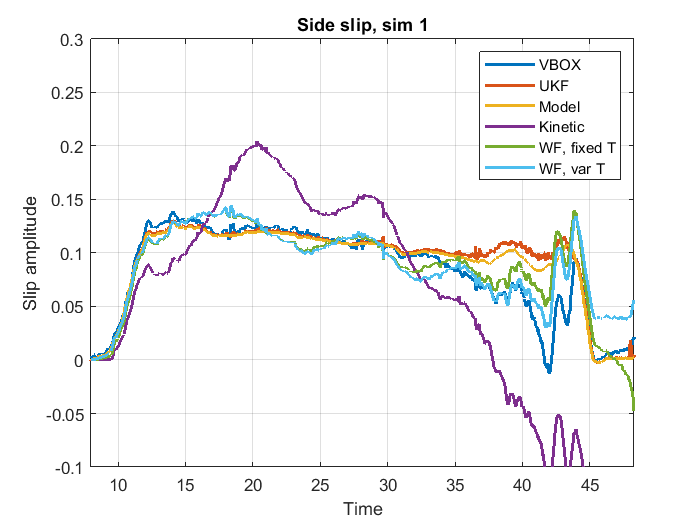 Side slip, sim 1
0.3
0.25
0.2
0.15
0.1
0.05
0
-0.05
-0.1
Slip amplitude
VBOX
UKF
Model
Kinetic
WF, fixed T
WF, var T
10 15 20 25 30 35 40 45
Time